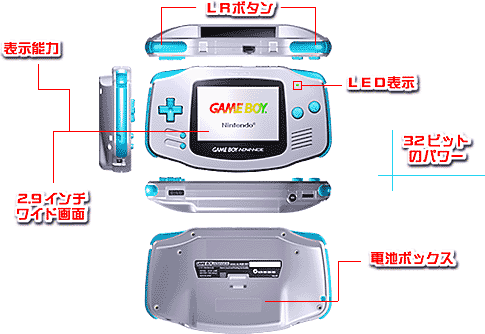 LRボタン
表示能力
LED表示
GAME BOY
Nintendo®
GAME BOY ADVANCE
32ビット
のパワー
2.9インチ
ワイド画面
電池ボックス